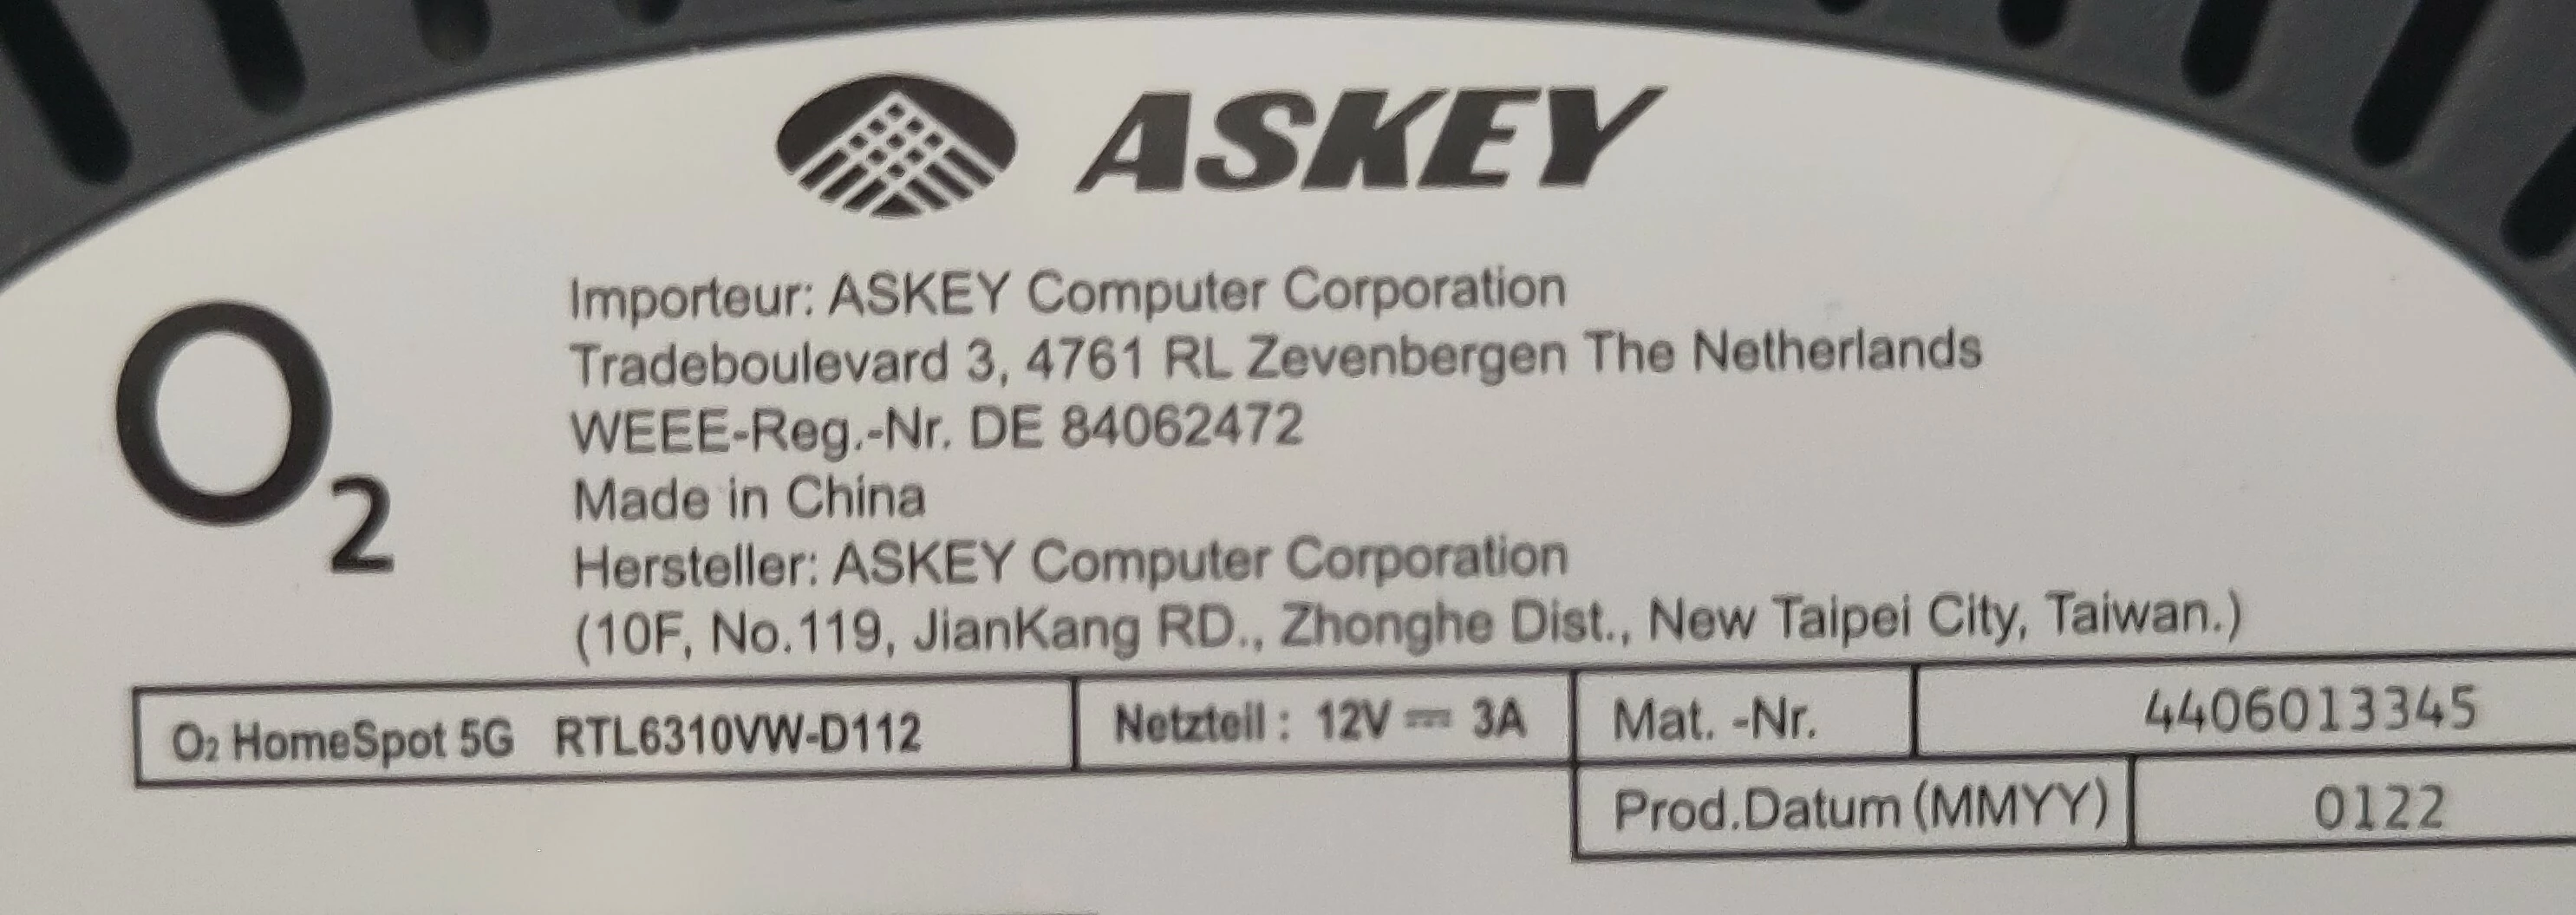 ASKEY
O2
Importeur: ASKEY Computer Corporation
Tradeboulevard 3, 4761 RL Zevenbergen The Netherlands
WEEE-Reg.-Nr. DE 84062472
Made in China
Hersteller: ASKEY Computer Corporation
(10F, No.119, JianKang RD., Zhonghe Dist., New Taipei City, Taiwan.)
O2 HomeSpot 5G RTL6310VW-D112 Netzteil : 12V ⎓ 3A Mat. -Nr. 4406013345
Prod.Datum (MMYY) 0122